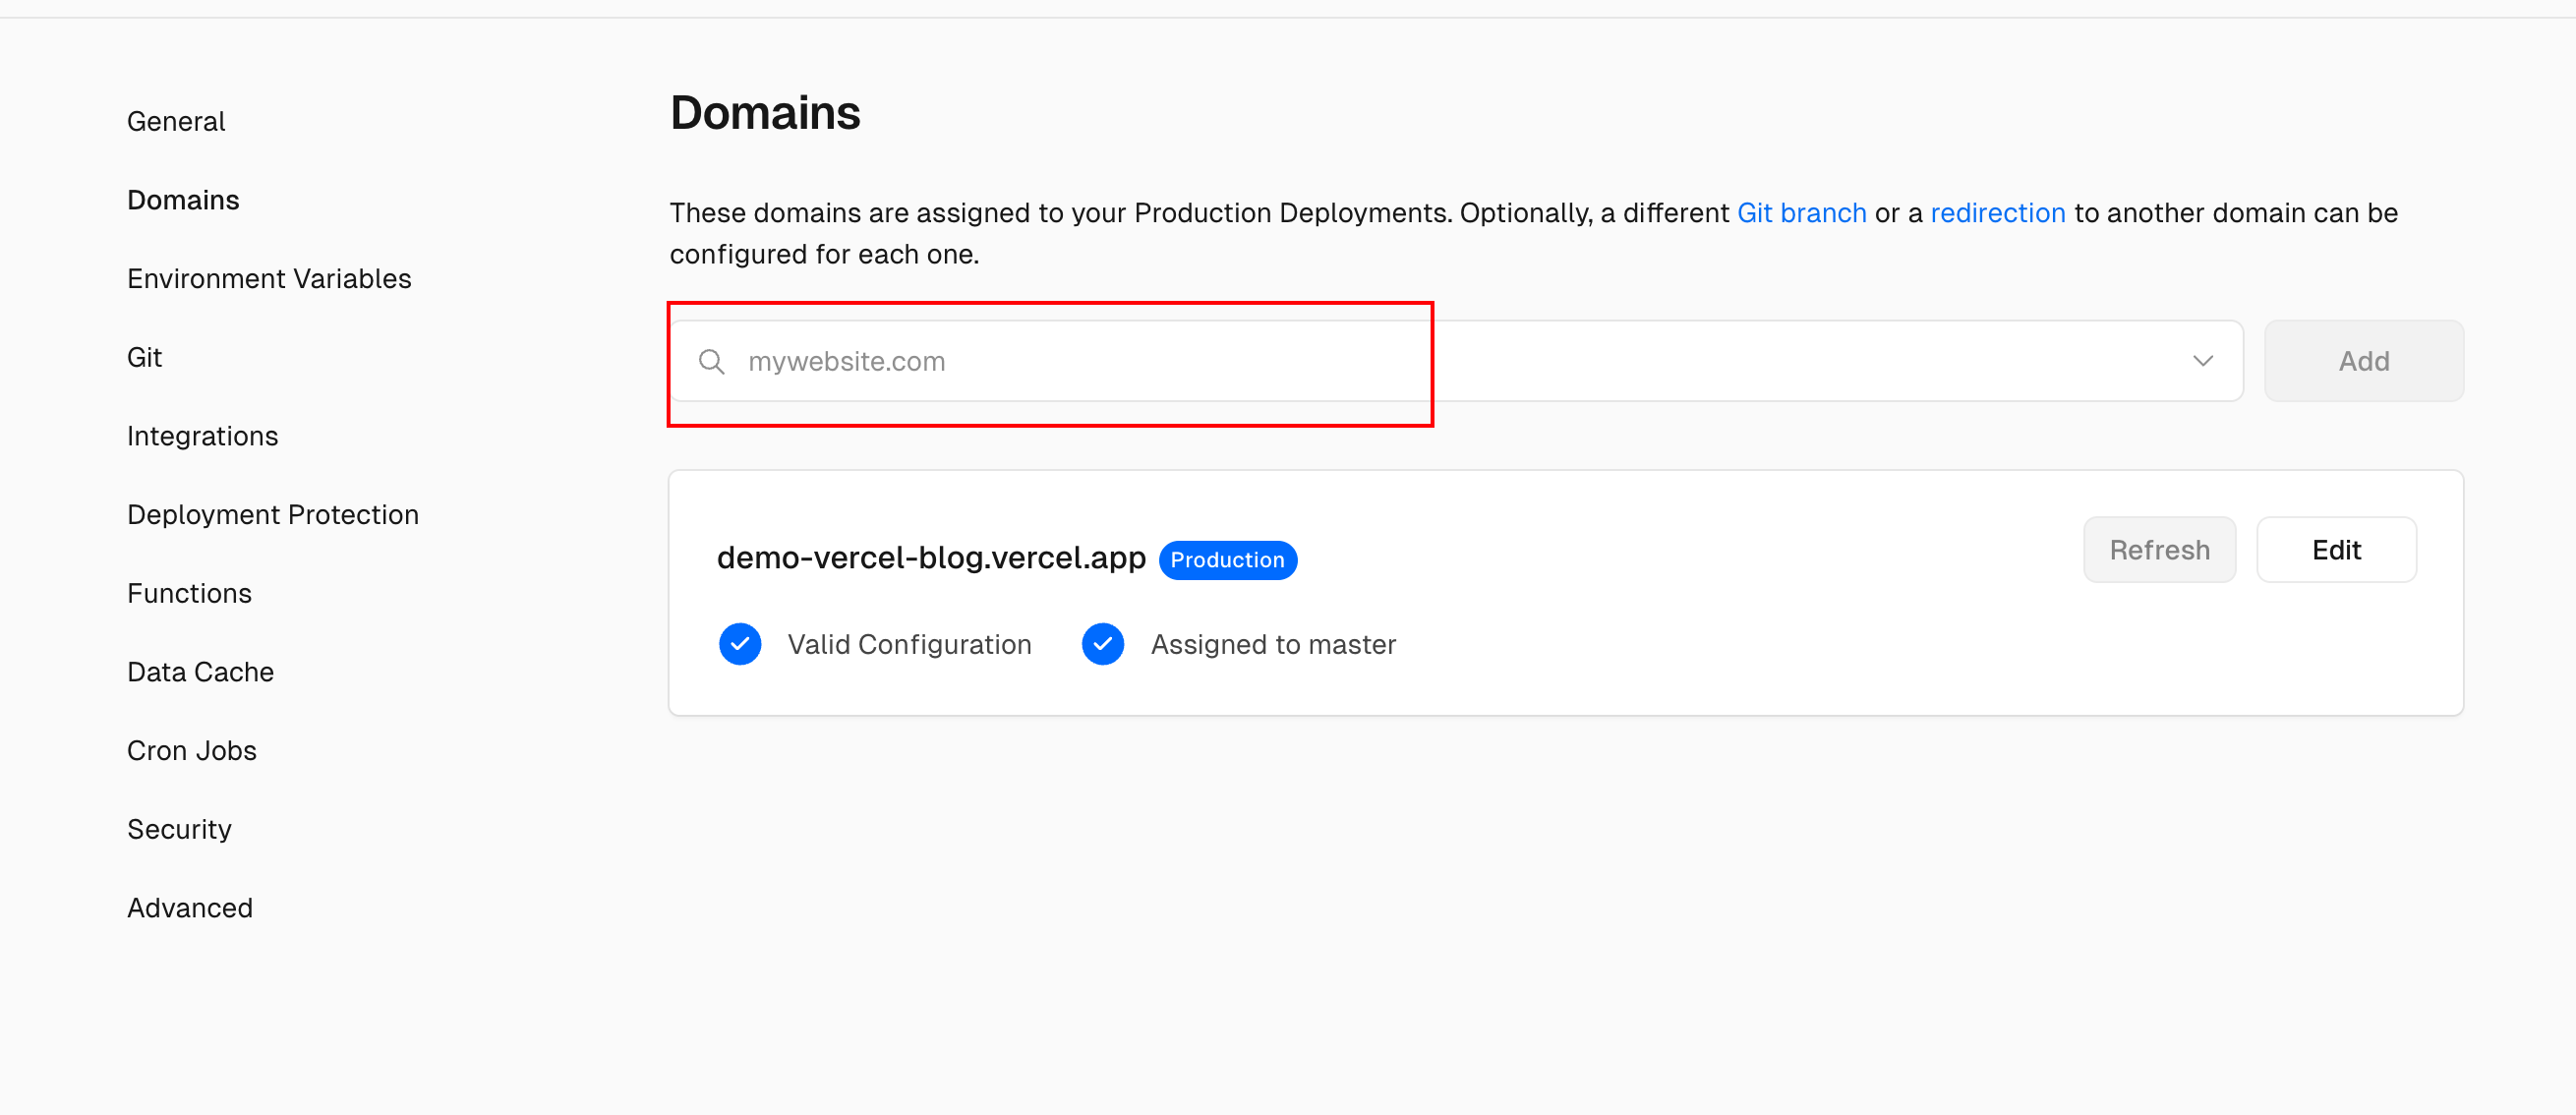 General
Domains
Environment Variables
Git
Integrations
Deployment Protection
Functions
Data Cache
Cron Jobs
Security
Advanced
Domains
These domains are assigned to your Production Deployments. Optionally, a different Git branch or a redirection to another domain can be
configured for each one.
mywebsite.com
Add
demo-vercel-blog.vercel.app Production
Refresh
Edit
Valid Configuration
Assigned to master